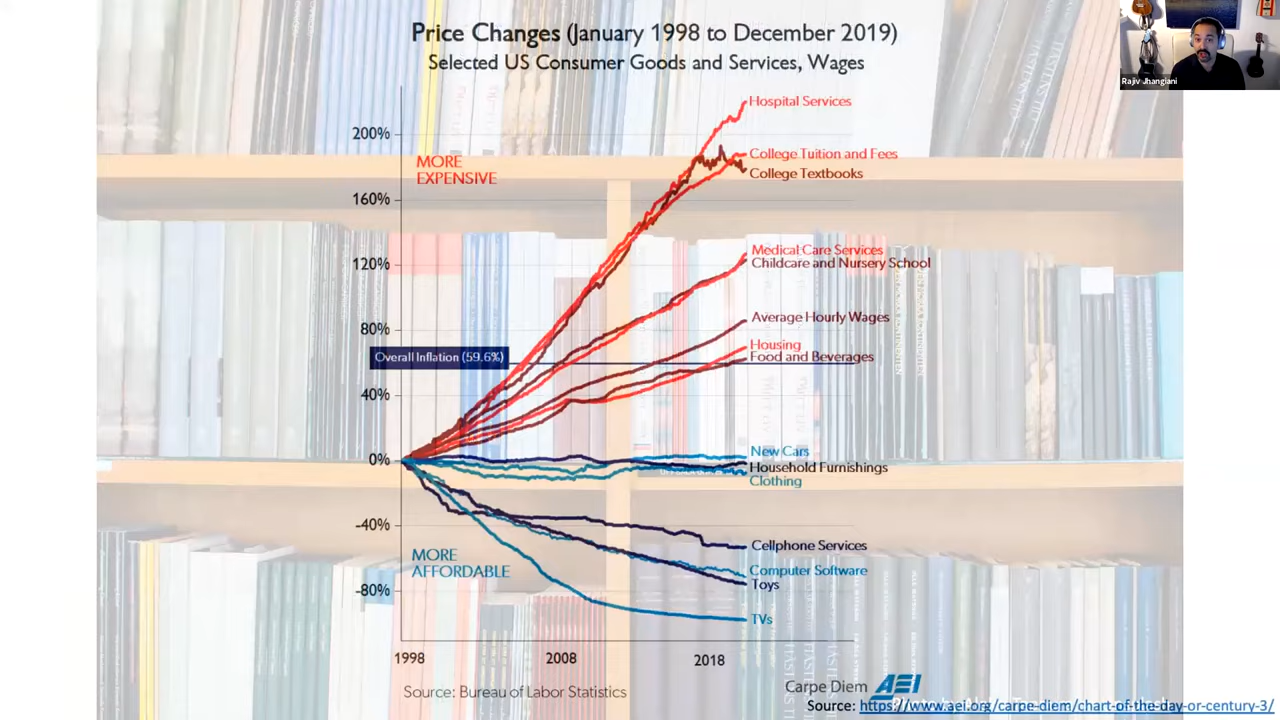 Price Changes (January 1998 to December 2019)
Selected US Consumer Goods and Services, Wages
Rajiv Jhangiani
Hospital Services
200%
College Tuition and Fees
MORE
EXPENSIVE
College Textbooks
160%
Medical Care Services
120%
Childcare and Nursery School
Average Hourly Wages
80%
Housing
Overall Inflation (59.6%)
Food and Beverages
40%
New Cars
0%
Household Furnishings
Clothing
-40%
Cellphone Services
MORE
AFFORDABLE
Computer Software
Toys
-80%
TVs
1998
2008
2018
Source: Bureau of Labor Statistics
Carpe Diem AEI
Source: https://www.aei.org/carpe-diem/chart-of-the-day-or-century-3/